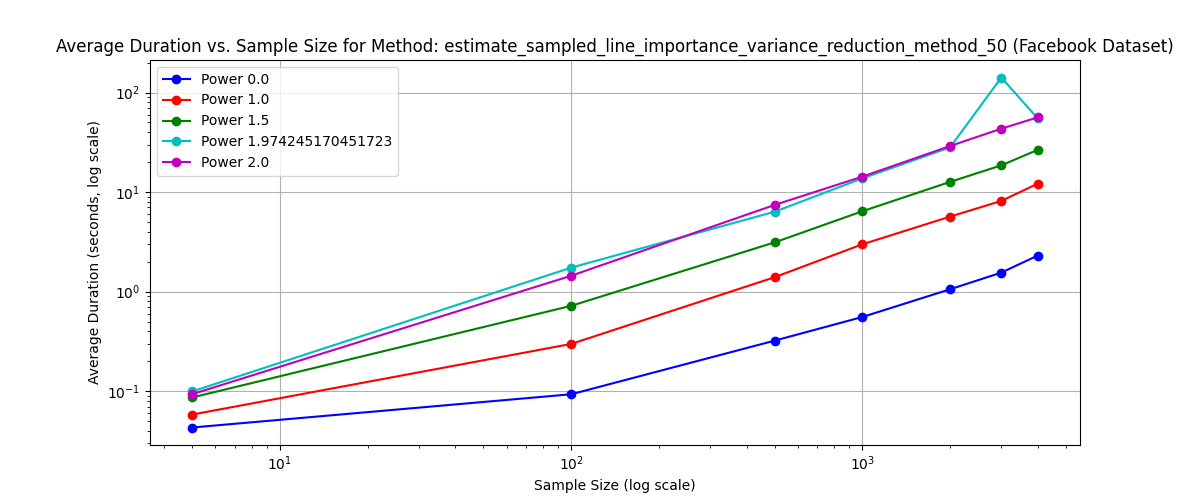 Average Duration vs. Sample Size for Method: estimate_sampled_line_importance_variance_reduction_method_50 (Facebook Dataset)
Average Duration (seconds, log scale)
10²
10¹
10⁰
10⁻¹
Power 0.0
Power 1.0
Power 1.5
Power 1.974245170451723
Power 2.0
10¹ 10² 10³
Sample Size (log scale)